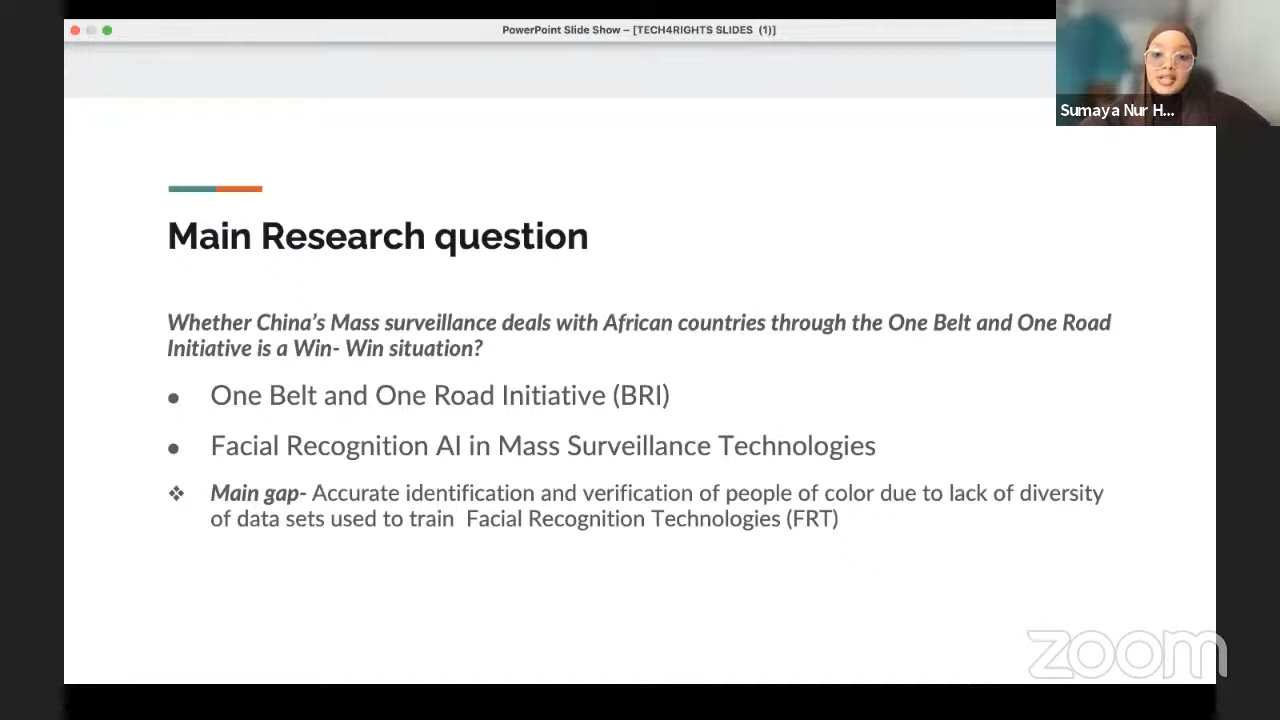 PowerPoint Slide Show – [TECH4RIGHTS SLIDES (1)]
Sumaya Nur H...
Main Research question
Whether China’s Mass surveillance deals with African countries through the One Belt and One Road
Initiative is a Win- Win situation?
● One Belt and One Road Initiative (BRI)
● Facial Recognition AI in Mass Surveillance Technologies
❖ Main gap- Accurate identification and verification of people of color due to lack of diversity
of data sets used to train Facial Recognition Technologies (FRT)
zoom